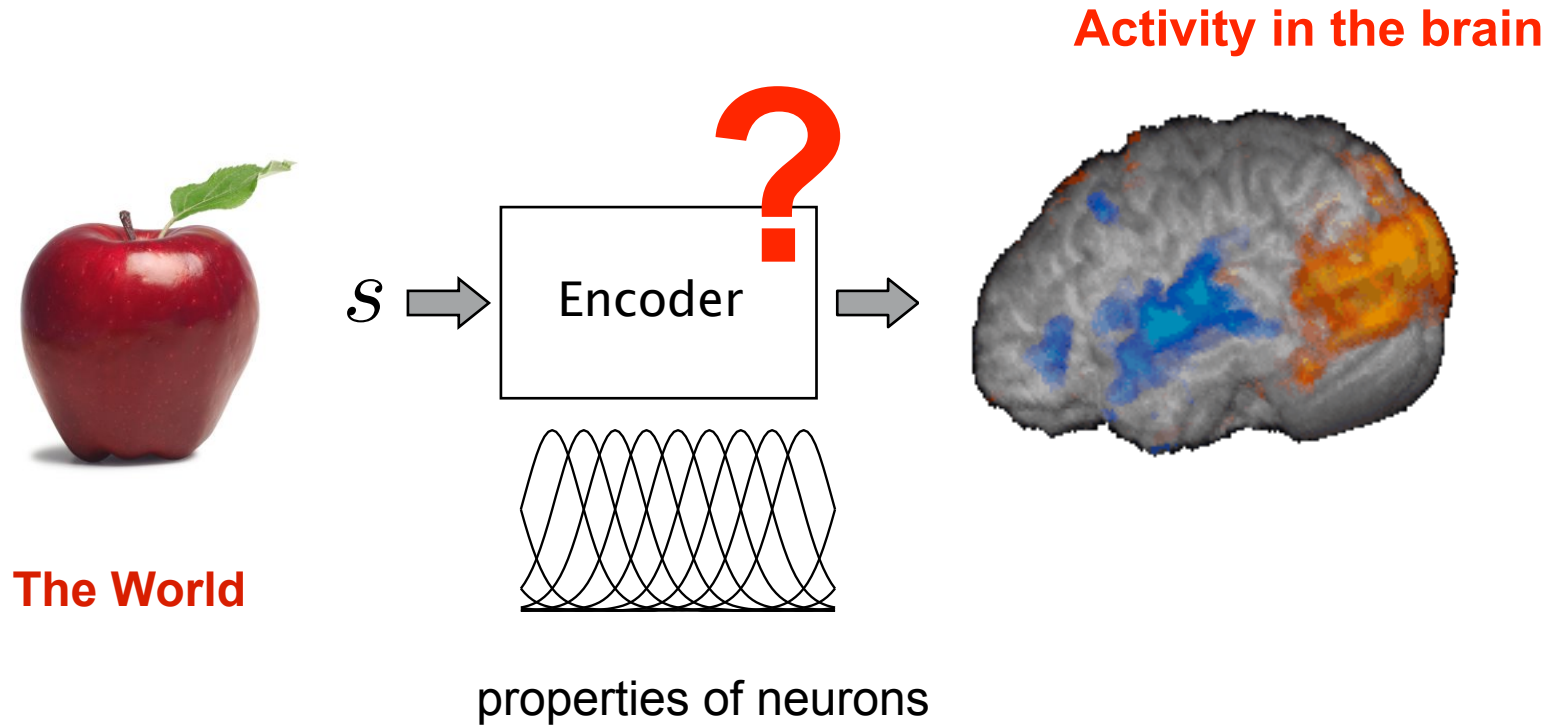 Activity in the brain
?
s
Encoder
The World
properties of neurons